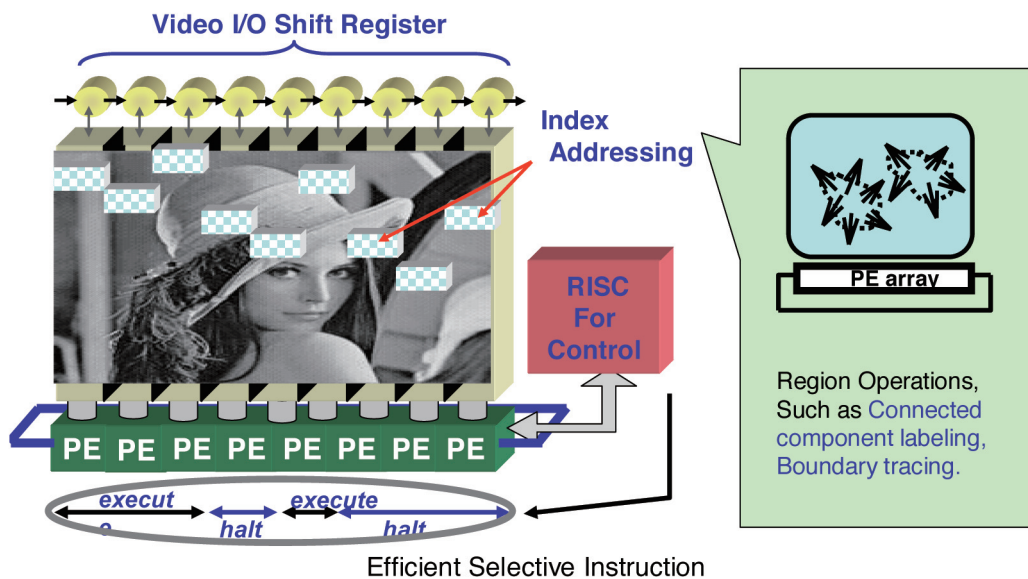 Video I/O Shift Register
Index
Addressing
RISC
For
Control
PE array
Region Operations,
Such as Connected
component labeling,
Boundary tracing.
PE PE PE PE PE PE PE PE PE
execut
e
halt
execute
halt
Efficient Selective Instruction